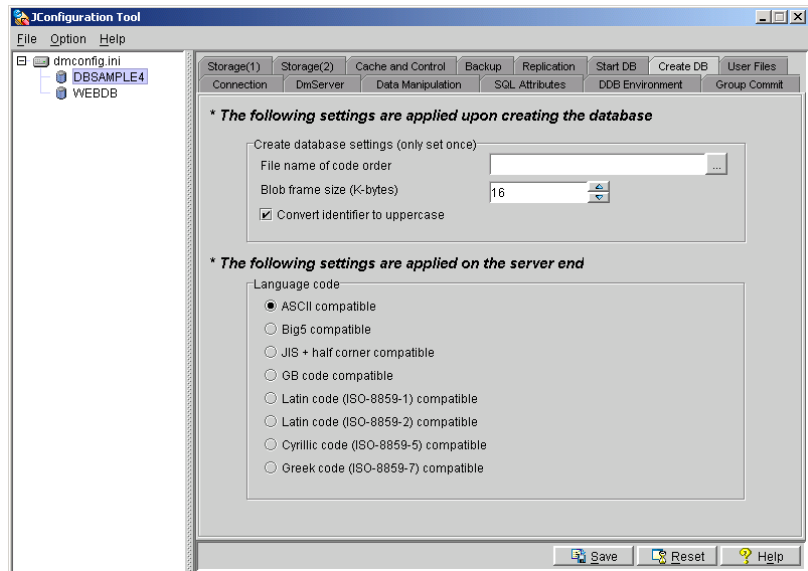 JConfiguration Tool
File Option Help
dmconfig.ini
DBSAMPLE4
WEBDB
Storage(1) Storage(2) Cache and Control Backup Replication Start DB Create DB User Files
Connection DmServer Data Manipulation SQL Attributes DDB Environment Group Commit
* The following settings are applied upon creating the database
Create database settings (only set once)
File name of code order ...
Blob frame size (K-bytes) 16
Convert identifier to uppercase
* The following settings are applied on the server end
Language code
ASCII compatible
Big5 compatible
JIS + half corner compatible
GB code compatible
Latin code (ISO-8859-1) compatible
Latin code (ISO-8859-2) compatible
Cyrillic code (ISO-8859-5) compatible
Greek code (ISO-8859-7) compatible
Save Reset Help